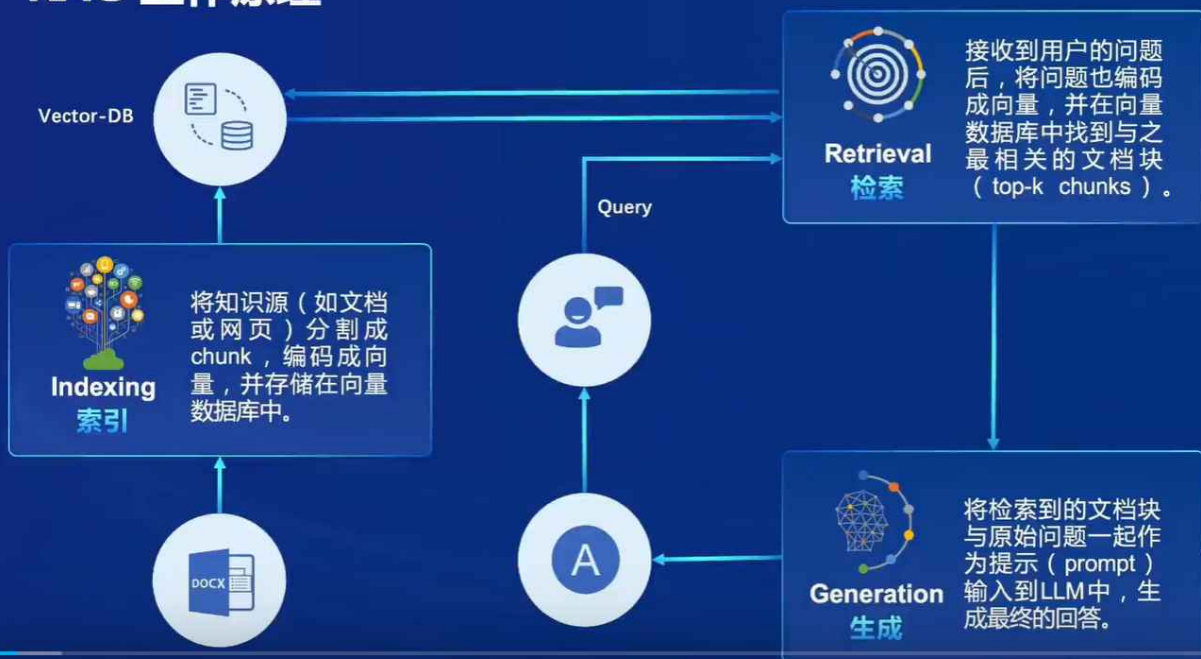 Vector-DB
Retrieval
检索
接收到用户的问题
后，将问题也编码
成向量，并在向量
数据库中找到与之
最相关的文档块
（top-k chunks）。
Query
Indexing
索引
将知识源（如文档
或网页）分割成
chunk，编码成向
量，并存储在向量
数据库中。
DOCX
A
Generation
生成
将检索到的文档块
与原始问题一起作
为提示（prompt）
输入到LLM中，生
成最终的回答。